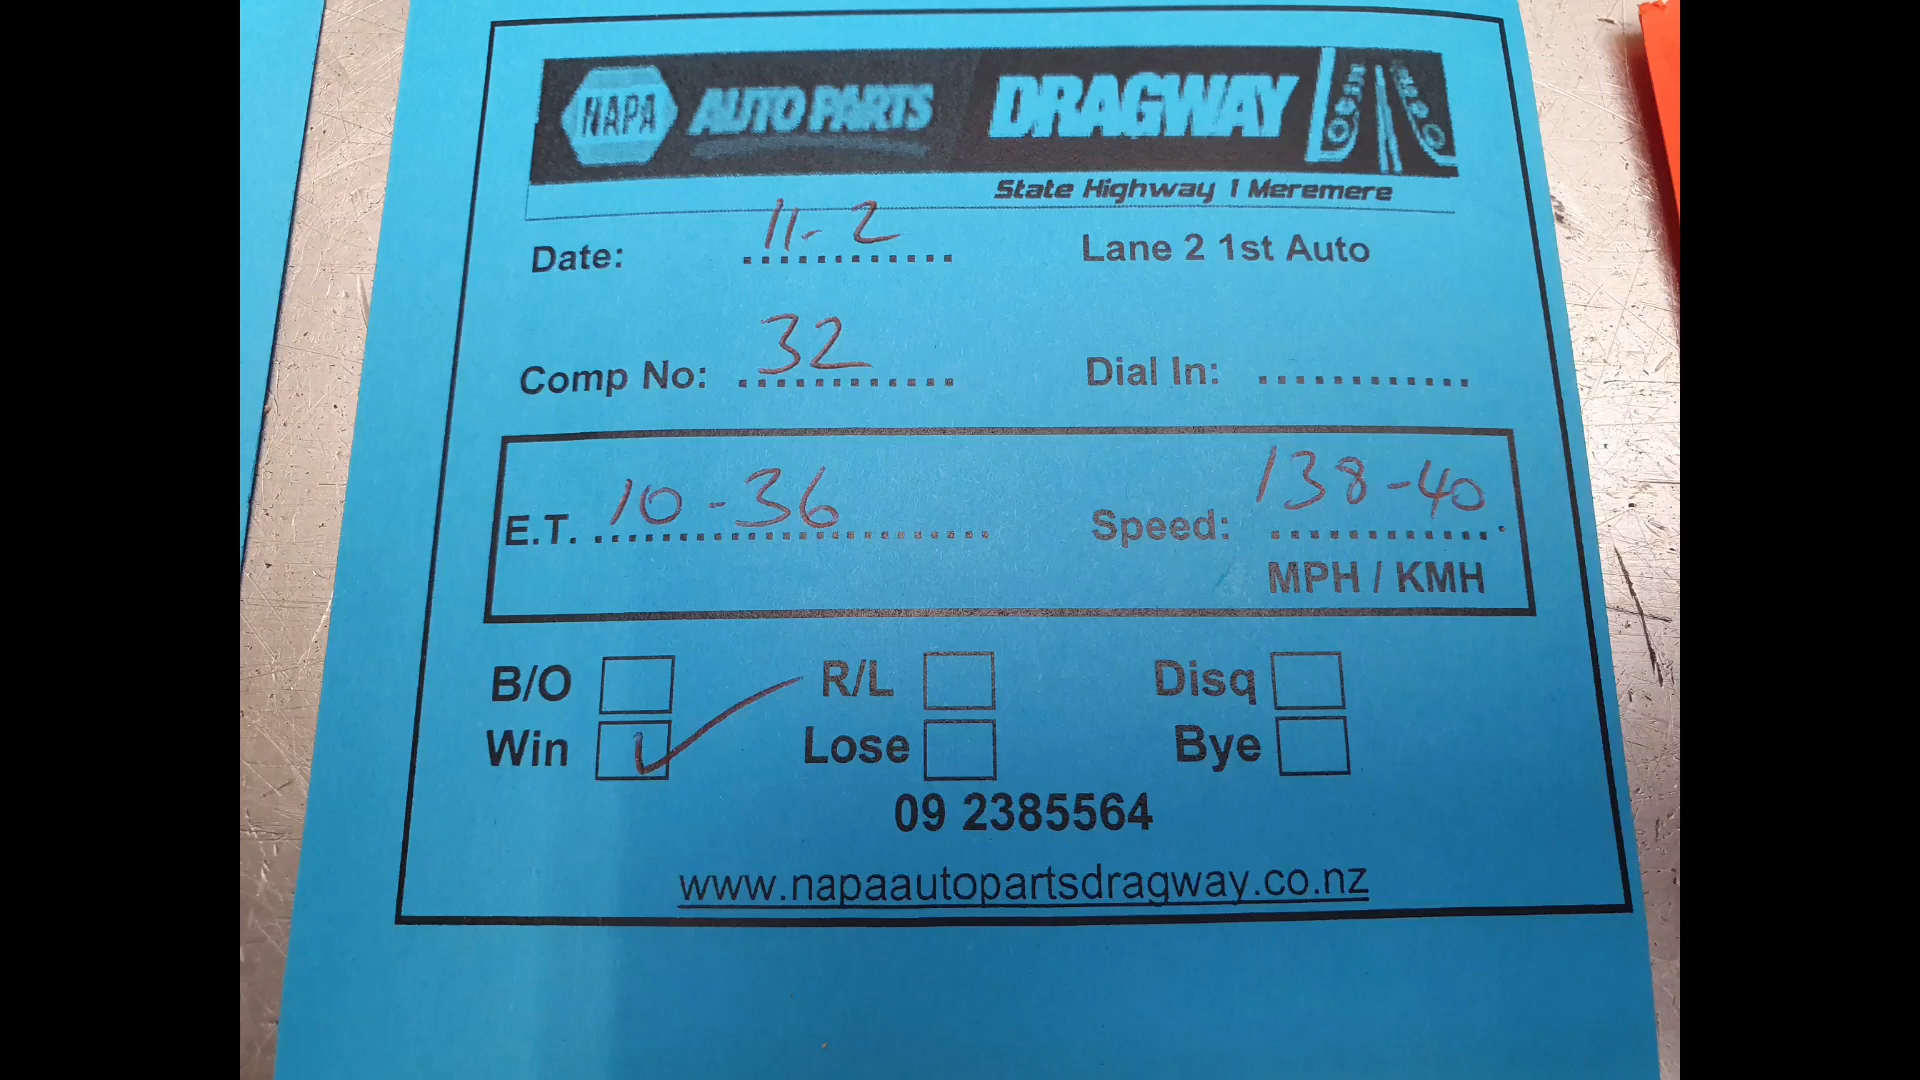 NAPA AUTO PARTS DRAGWAY
State Highway 1 Meremere
Date: 11-2 Lane 2 1st Auto
Comp No: 32 Dial In: ............
E.T. 10-36 Speed: 138-40
MPH / KMH
B/O R/L Disq
Win ✓ Lose Bye
09 2385564
www.napaautopartsdragway.co.nz